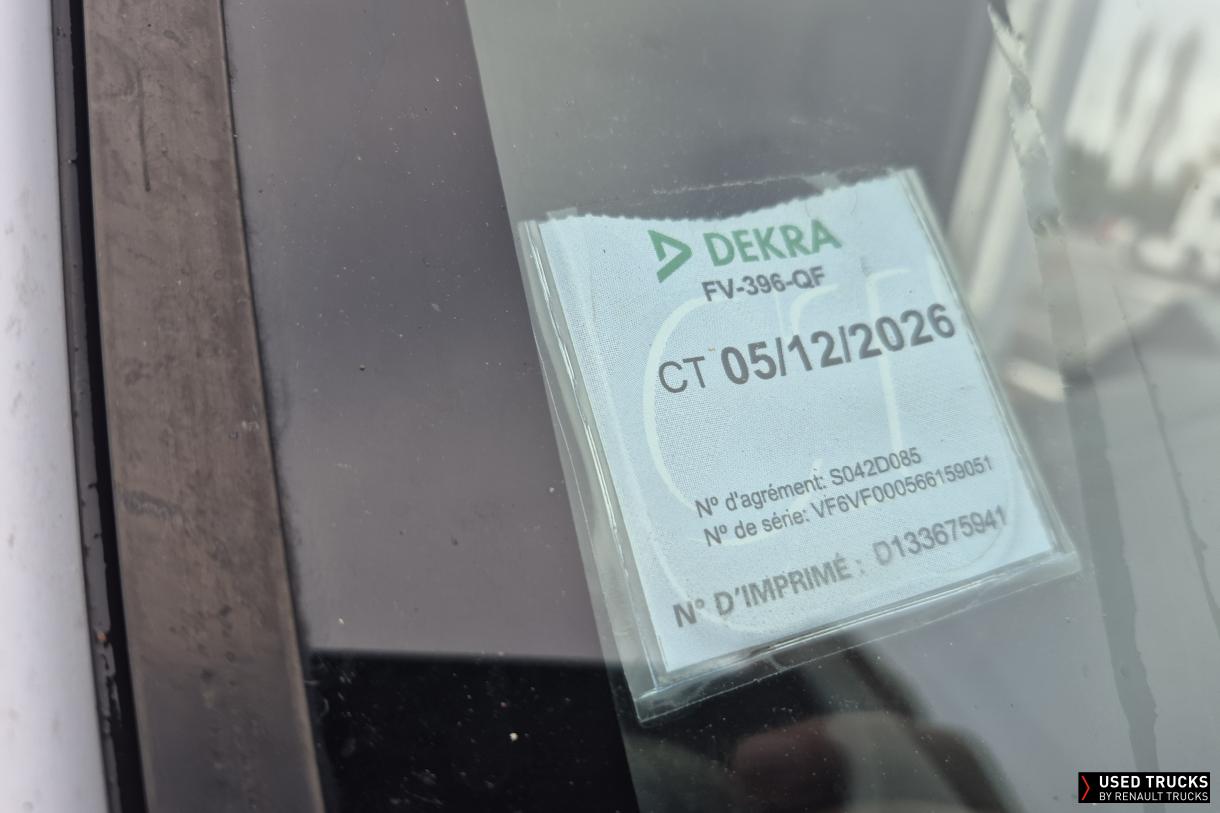 DEKRA
FV-396-QF
CT 05/12/2026
N° d'agrément: S042D085
N° de série: VF6VF000566159051
N° D'IMPRIMÉ : D133675941
USED TRUCKS
BY RENAULT TRUCKS